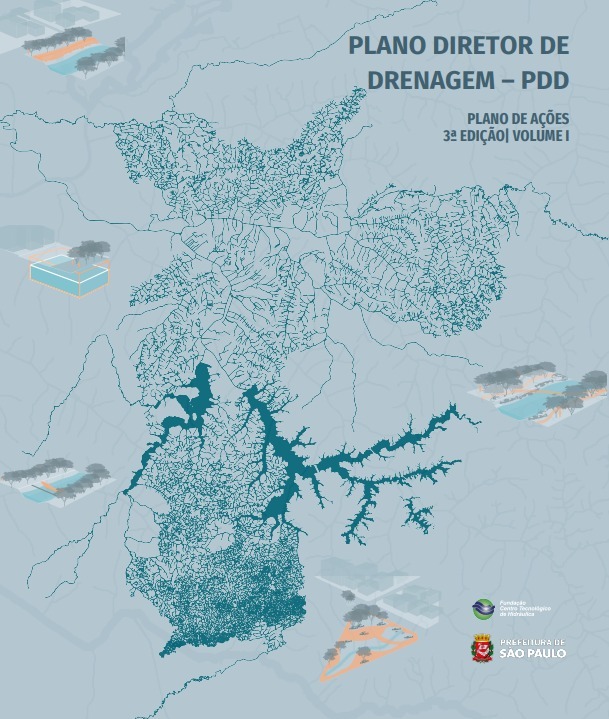 PLANO DIRETOR DE
DRENAGEM – PDD
PLANO DE AÇÕES
3ª EDIÇÃO| VOLUME I
Fundação
Centro Tecnológico
de Hidráulica
PREFEITURA DE
SÃO PAULO